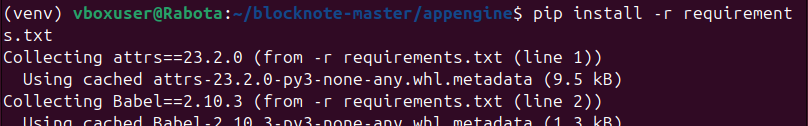 (venv) vboxuser@Rabota:~/blocknote-master/appengine$ pip install -r requirement
s.txt
Collecting attrs==23.2.0 (from -r requirements.txt (line 1))
  Using cached attrs-23.2.0-py3-none-any.whl.metadata (9.5 kB)
Collecting Babel==2.10.3 (from -r requirements.txt (line 2))
  Using cached Babel-2.10.3-py3-none-any.whl.metadata (1.3 kB)